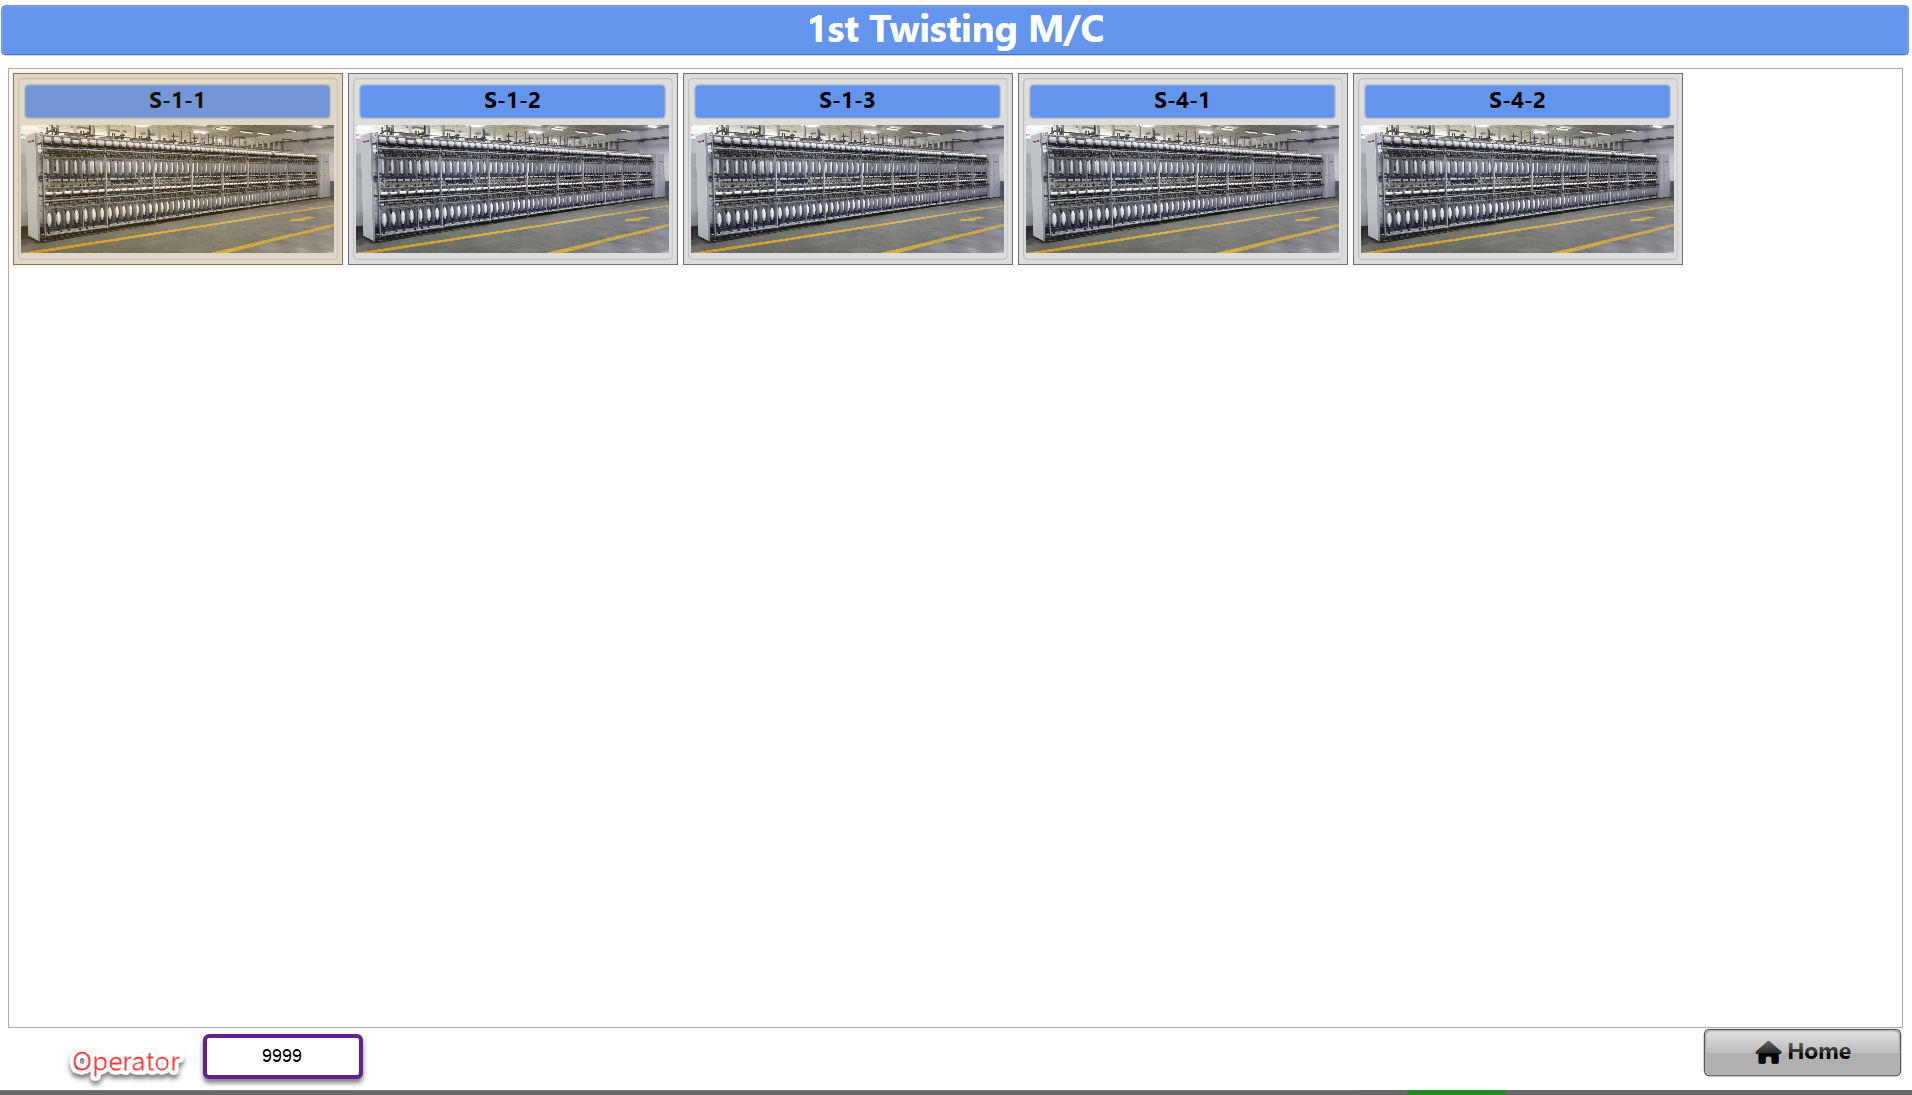 1st Twisting M/C
S-1-1
S-1-2
S-1-3
S-4-1
S-4-2
Operator
9999
Home